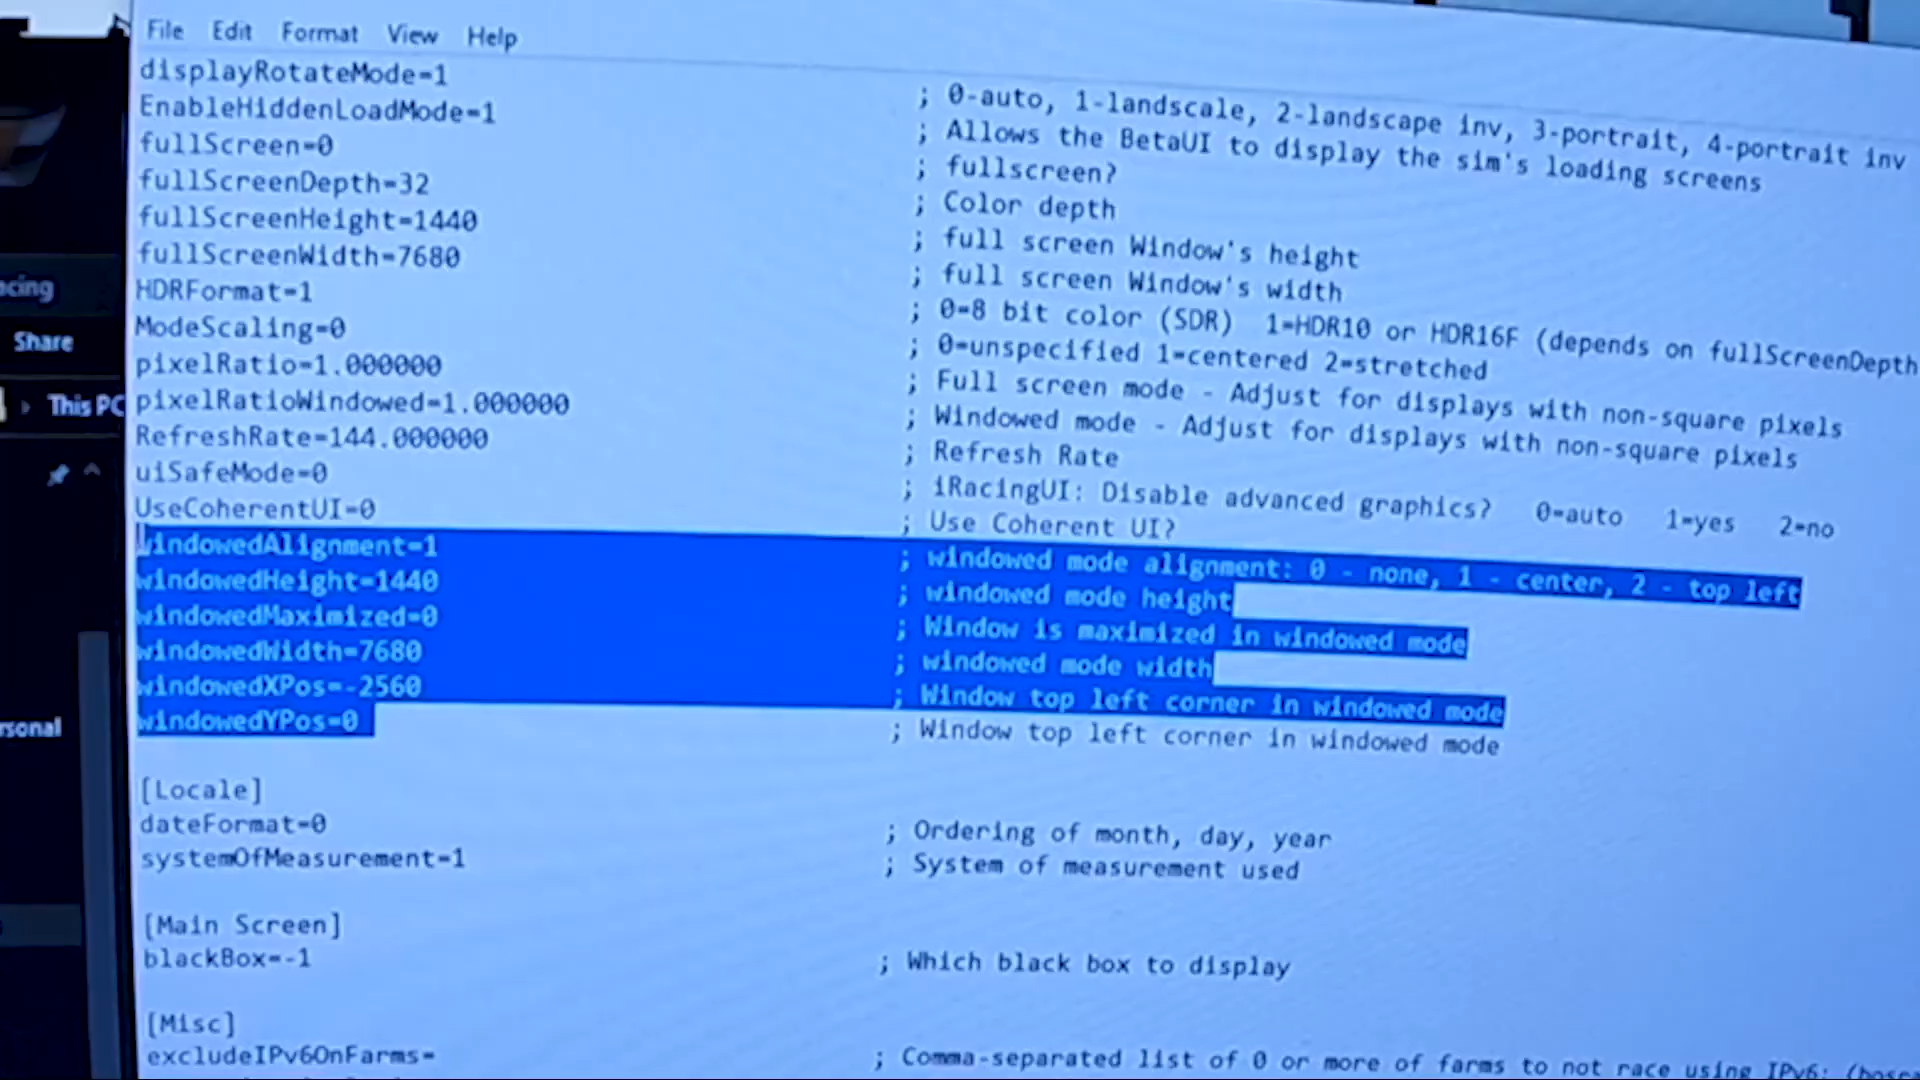 File Edit Format View Help
displayRotateMode=1 ; 0-auto, 1-landscale, 2-landscape inv, 3-portrait, 4-portrait inv
EnableHiddenLoadMode=1 ; Allows the BetaUI to display the sim's loading screens
fullScreen=0 ; fullscreen?
fullScreenDepth=32 ; Color depth
fullScreenHeight=1440 ; full screen Window's height
fullScreenWidth=7680 ; full screen Window's width
HDRFormat=1 ; 0=8 bit color (SDR) 1=HDR10 or HDR16F (depends on fullScreenDepth
ModeScaling=0 ; 0=unspecified 1=centered 2=stretched
pixelRatio=1.000000 ; Full screen mode - Adjust for displays with non-square pixels
pixelRatioWindowed=1.000000 ; Windowed mode - Adjust for displays with non-square pixels
RefreshRate=144.000000 ; Refresh Rate
uiSafeMode=0 ; iRacingUI: Disable advanced graphics? 0=auto 1=yes 2=no
UseCoherentUI=0 ; Use Coherent UI?
windowedAlignment=1 ; windowed mode alignment: 0 - none, 1 - center, 2 - top left
windowedHeight=1440 ; windowed mode height
windowedMaximized=0 ; Window is maximized in windowed mode
windowedWidth=7680 ; windowed mode width
windowedXPos=-2560 ; Window top left corner in windowed mode
windowedYPos=0 ; Window top left corner in windowed mode
[Locale]
dateFormat=0 ; Ordering of month, day, year
systemOfMeasurement=1 ; System of measurement used
[Main Screen]
blackBox=-1 ; Which black box to display
[Misc]
excludeIPv6OnFarms= ; Comma-separated list of 0 or more of farms to not race using IPv6:
acing
Share
This PC
rsonal